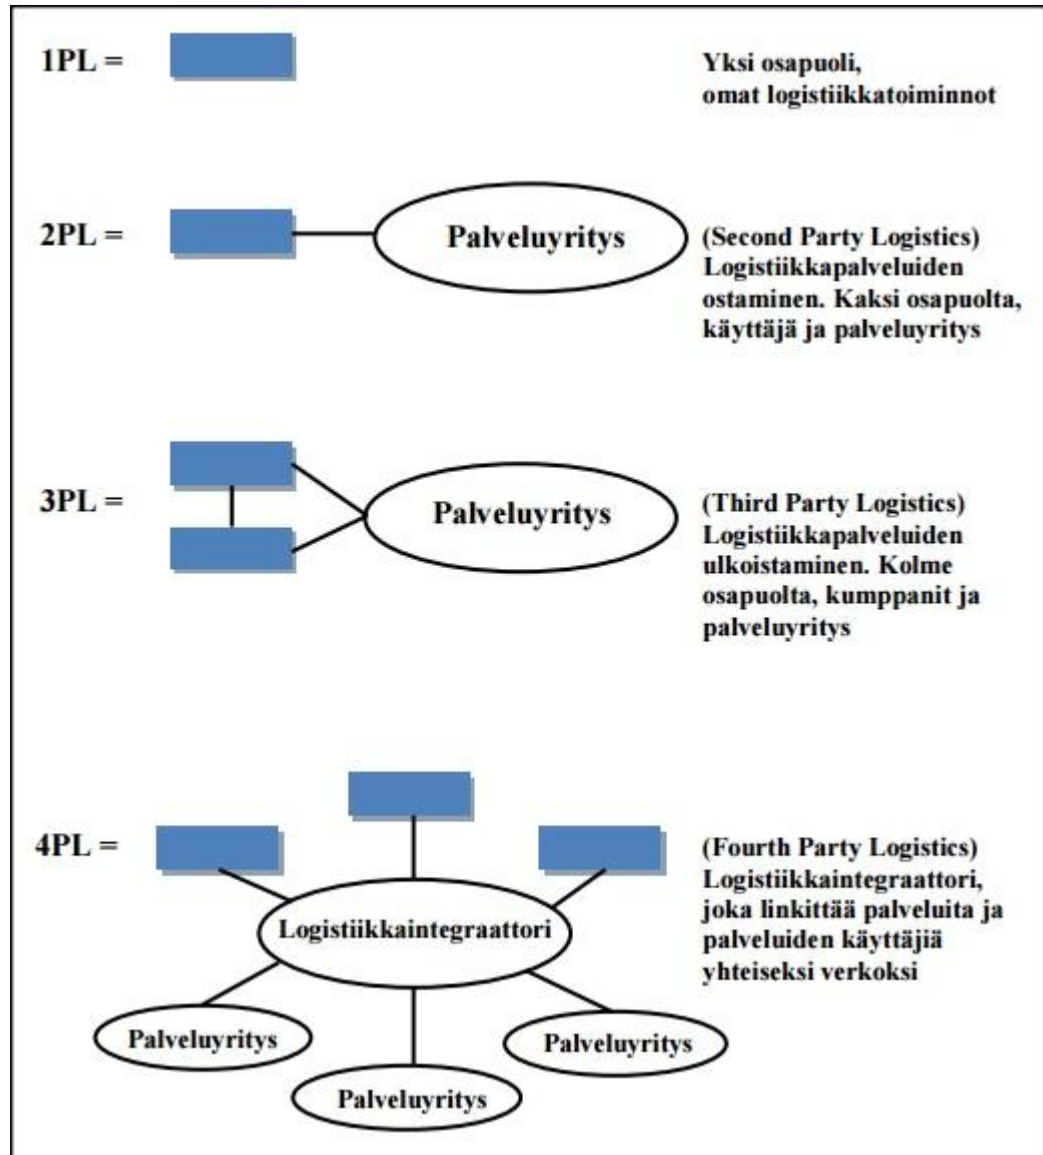 1PL =
Yksi osapuoli,
omat logistiikkatoiminnot
2PL =
Palveluyritys
(Second Party Logistics)
Logistiikkapalveluiden
ostaminen. Kaksi osapuolta,
käyttäjä ja palveluyritys
3PL =
Palveluyritys
(Third Party Logistics)
Logistiikkapalveluiden
ulkoistaminen. Kolme
osapuolta, kumppanit ja
palveluyritys
4PL =
Logistiikkaintegraattori
Palveluyritys
Palveluyritys
Palveluyritys
(Fourth Party Logistics)
Logistiikkaintegraattori,
joka linkittää palveluita ja
palveluiden käyttäjiä
yhteiseksi verkoksi